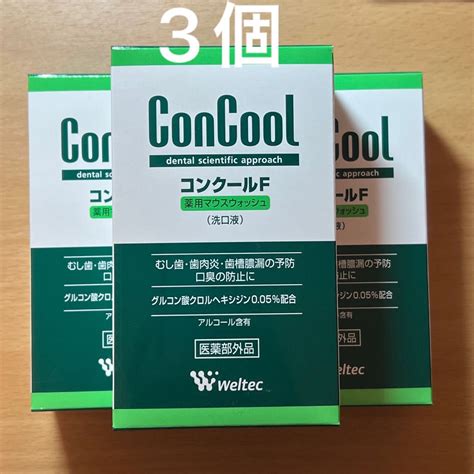 3個
ConCool
dental scientific approach
コンクールF
薬用マウスウォッシュ
(洗口液)
むし歯・歯肉炎・歯槽膿漏の予防
口臭の防止に
グルコン酸クロルヘキシジン0.05%配合
アルコール含有
医薬部外品
weltec